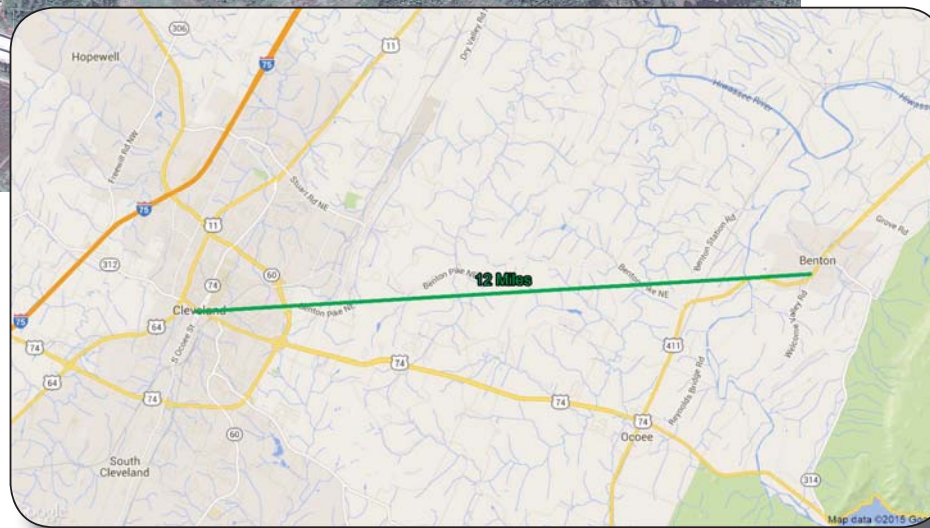 306
Hopewell
75
11
Dry Valley Rd
Hiwassee River
Hiwasse
Freewill Rd NW
Stuart Rd NE
75
11
Benton Station Rd
Grove Rd
312
60
Benton
74
Benton Pike NE
12 Miles
Benton Pike NE
Cleveland
Benton Pike NE
Welcome Valley Rd
75
64
74
S Ocoee St
411
74
64
74
Reynolds Bridge Rd
74
74
60
Ocoee
South
Cleveland
314
Google
Map data ©2015 Goo